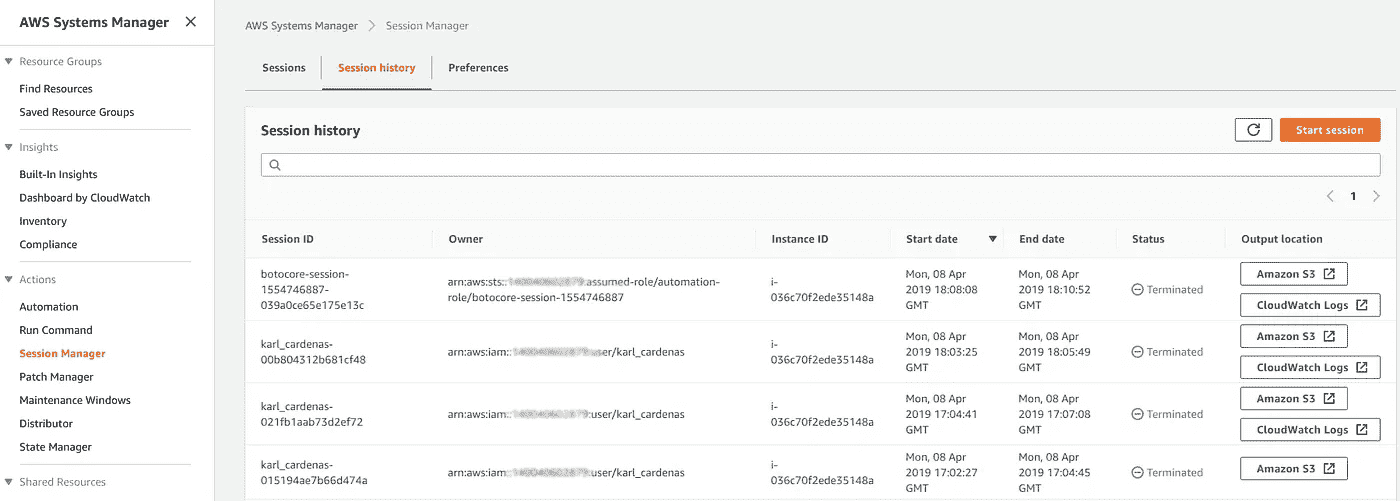 AWS Systems Manager
Resource Groups
Find Resources
Saved Resource Groups
Insights
Built-In Insights
Dashboard by CloudWatch
Inventory
Compliance
Actions
Automation
Run Command
Session Manager
Patch Manager
Maintenance Windows
Distributor
State Manager
Shared Resources
AWS Systems Manager > Session Manager
Sessions
Session history
Preferences
Session history
Start session
1
Session ID
Owner
Instance ID
Start date
End date
Status
Output location
botocore-session-
1554746887-
039a0ce65e175e13c
arn:aws:sts:: :assumed-role/automation-
role/botocore-session-1554746887
i-
036c70f2ede35148a
Mon, 08 Apr
2019 18:08:08
GMT
Mon, 08 Apr
2019 18:10:52
GMT
Terminated
Amazon S3
CloudWatch Logs
karl_cardenas-
00b804312b681cf48
arn:aws:iam:: :user/karl_cardenas
i-
036c70f2ede35148a
Mon, 08 Apr
2019 18:03:25
GMT
Mon, 08 Apr
2019 18:05:49
GMT
Terminated
Amazon S3
CloudWatch Logs
karl_cardenas-
021fb1aab73d2ef72
arn:aws:iam:: :user/karl_cardenas
i-
036c70f2ede35148a
Mon, 08 Apr
2019 17:04:41
GMT
Mon, 08 Apr
2019 17:07:08
GMT
Terminated
Amazon S3
CloudWatch Logs
karl_cardenas-
015194ae7b66d474a
arn:aws:iam:: :user/karl_cardenas
i-
036c70f2ede35148a
Mon, 08 Apr
2019 17:02:27
GMT
Mon, 08 Apr
2019 17:04:45
GMT
Terminated
Amazon S3